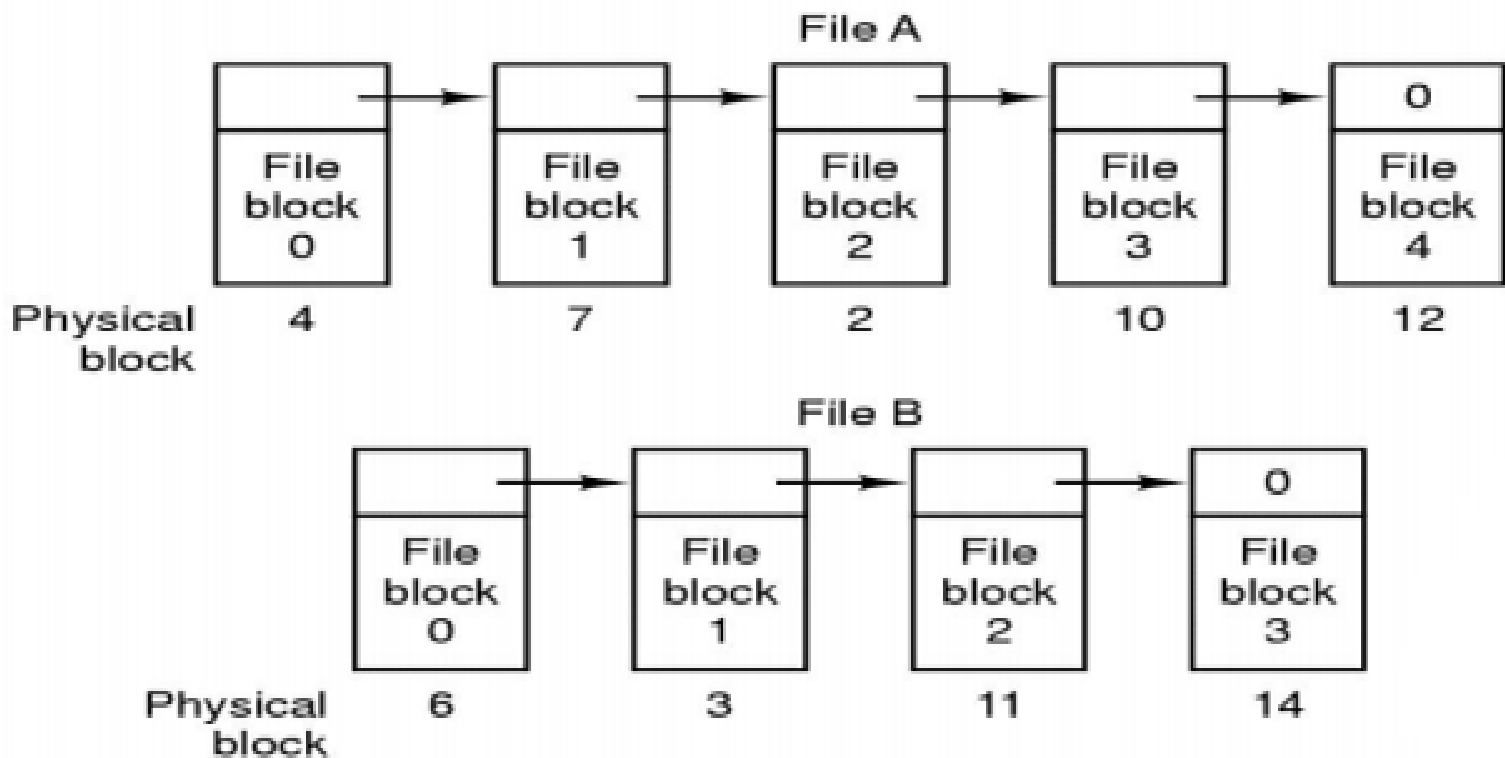 File A
0
File block 0
File block 1
File block 2
File block 3
File block 4
Physical block
4 7 2 10 12
File B
0
File block 0
File block 1
File block 2
File block 3
Physical block
6 3 11 14